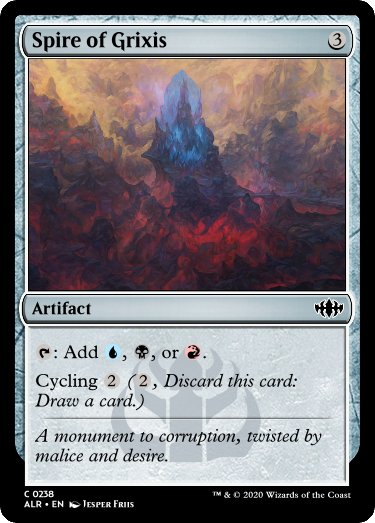 Spire of Grixis 3
Artifact
: Add , , or .
Cycling 2 ( 2 , Discard this card:
Draw a card.)
A monument to corruption, twisted by
malice and desire.
C 0238
ALR • EN Jesper Friis
™ & © 2020 Wizards of the Coast